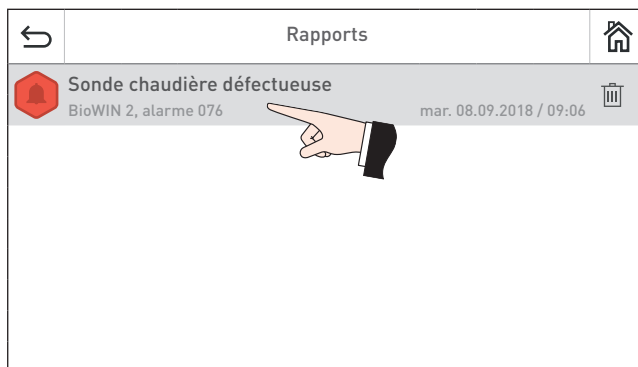 Rapports
Sonde chaudière défectueuse
BioWIN 2, alarme 076 mar. 08.09.2018 / 09:06